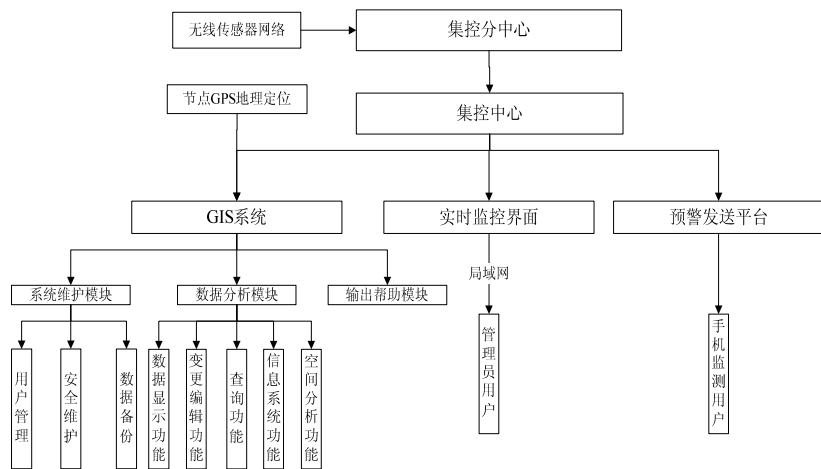 无线传感器网络
集控分中心
节点GPS地理定位
集控中心
GIS系统
实时监控界面
预警发送平台
局域网
系统维护模块
数据分析模块
输出帮助模块
用户管理
安全维护
数据备份
数据显示功能
变更编辑功能
查询功能
信息系统功能
空间分析功能
管理员用户
手机监测用户